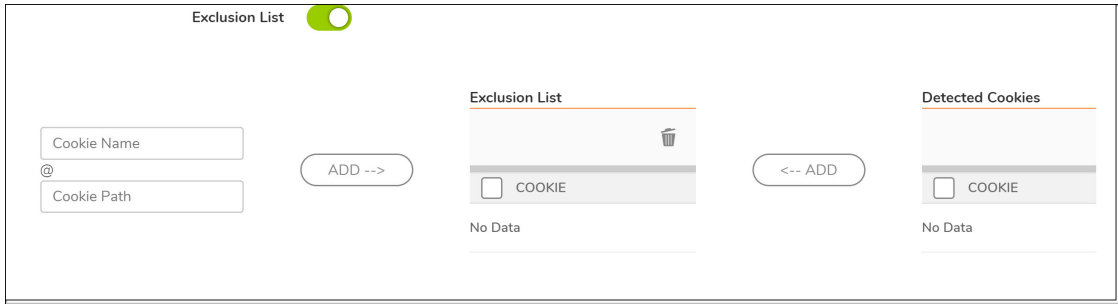 Exclusion List
Exclusion List
Detected Cookies
Cookie Name
@
ADD -->
<-- ADD
Cookie Path
COOKIE
COOKIE
No Data
No Data